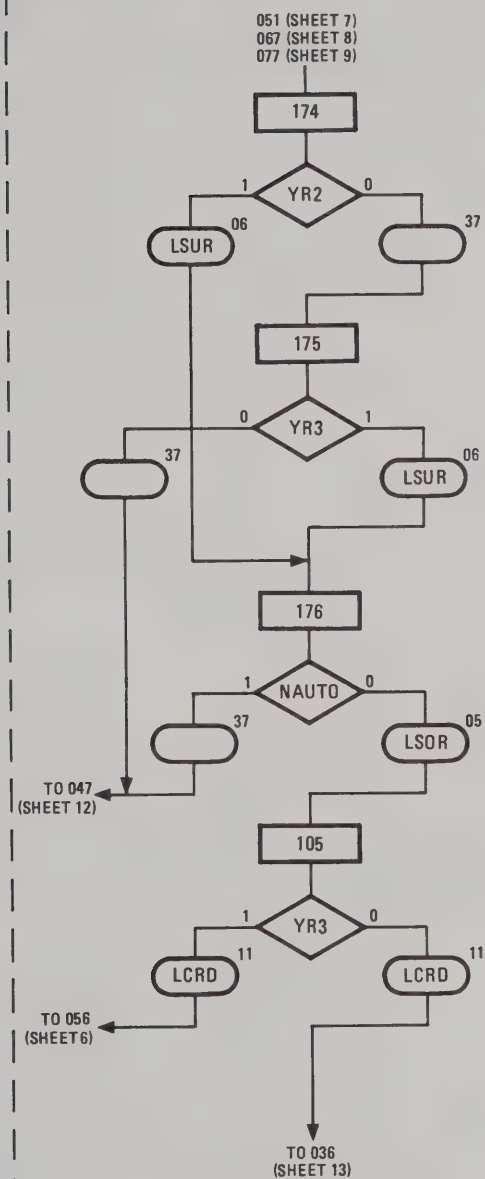 051 (SHEET 7)
067 (SHEET 8)
077 (SHEET 9)
174
1 YR2 0
LSUR 06
37
175
0 YR3 1
37
LSUR 06
176
1 NAUTO 0
37
LSOR 05
TO 047
(SHEET 12)
105
1 YR3 0
LCRD 11
LCRD 11
TO 056
(SHEET 6)
TO 036
(SHEET 13)